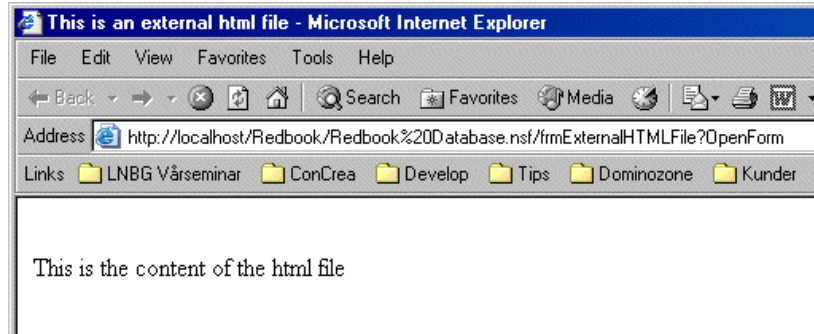 This is an external html file - Microsoft Internet Explorer
File Edit View Favorites Tools Help
Back Search Favorites Media W
Address http://localhost/Redbook/Redbook%20Database.nsf/frmExternalHTMLFile?OpenForm
Links LNBG Vårseminar ConCrea Develop Tips Dominozone Kunder
This is the content of the html file